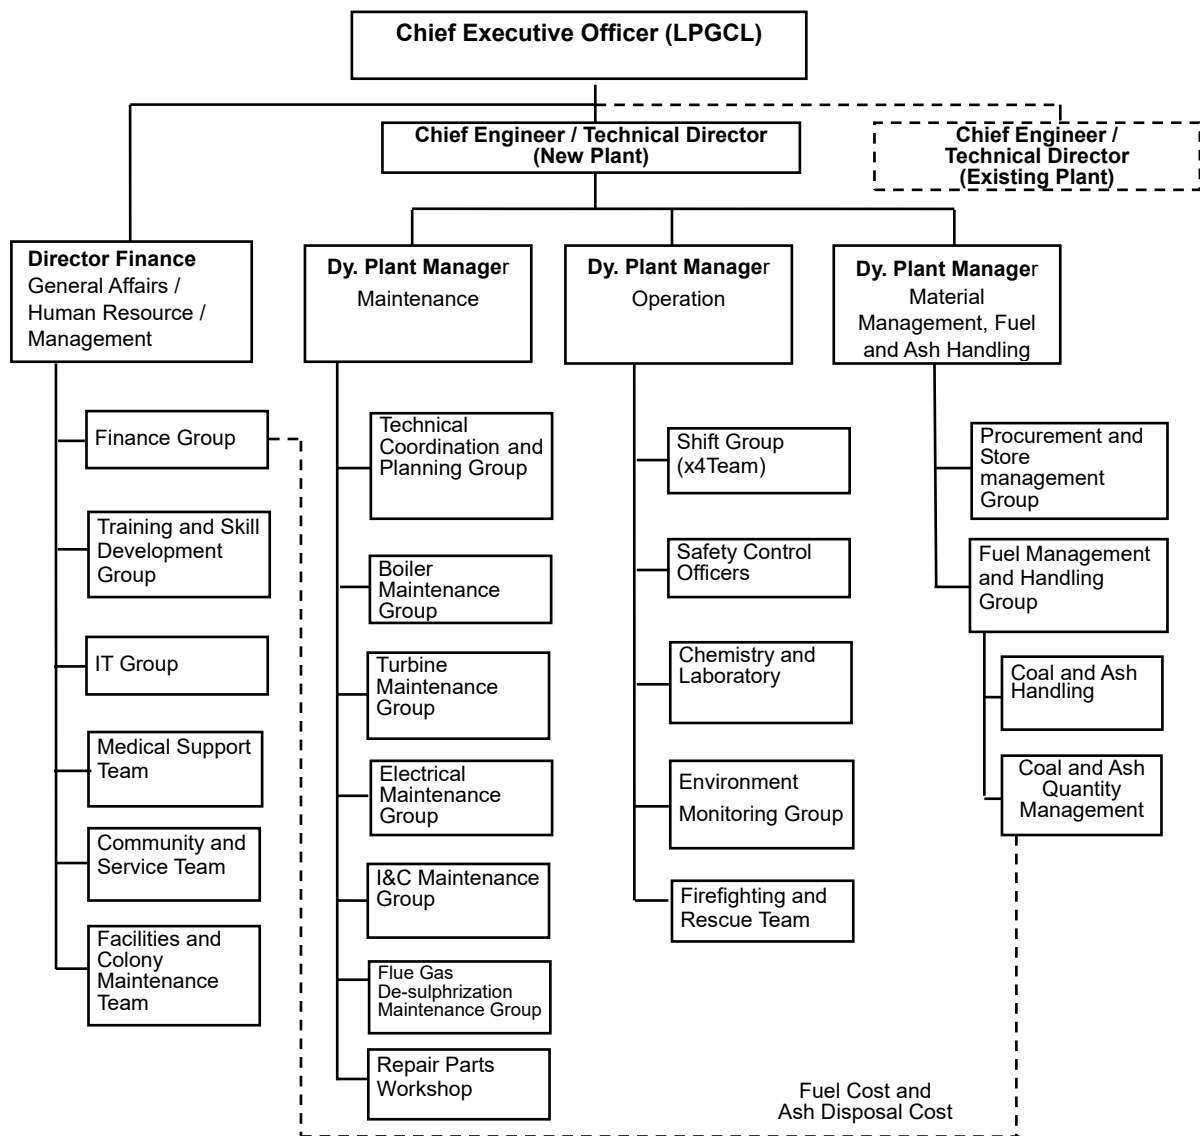 Chief Executive Officer (LPGCL)
Chief Engineer / Technical Director
(New Plant)
Chief Engineer /
Technical Director
(Existing Plant)
Director Finance
General Affairs /
Human Resource /
Management
Dy. Plant Manager
Maintenance
Dy. Plant Manager
Operation
Dy. Plant Manager
Material
Management, Fuel
and Ash Handling
Finance Group
Training and Skill
Development
Group
IT Group
Medical Support
Team
Community and
Service Team
Facilities and
Colony
Maintenance
Team
Technical
Coordination and
Planning Group
Boiler
Maintenance
Group
Turbine
Maintenance
Group
Electrical
Maintenance
Group
I&C Maintenance
Group
Flue Gas
De-sulphrization
Maintenance Group
Repair Parts
Workshop
Shift Group
(x4Team)
Safety Control
Officers
Chemistry and
Laboratory
Environment
Monitoring Group
Firefighting and
Rescue Team
Procurement and
Store
management
Group
Fuel Management
and Handling
Group
Coal and Ash
Handling
Coal and Ash
Quantity
Management
Fuel Cost and
Ash Disposal Cost